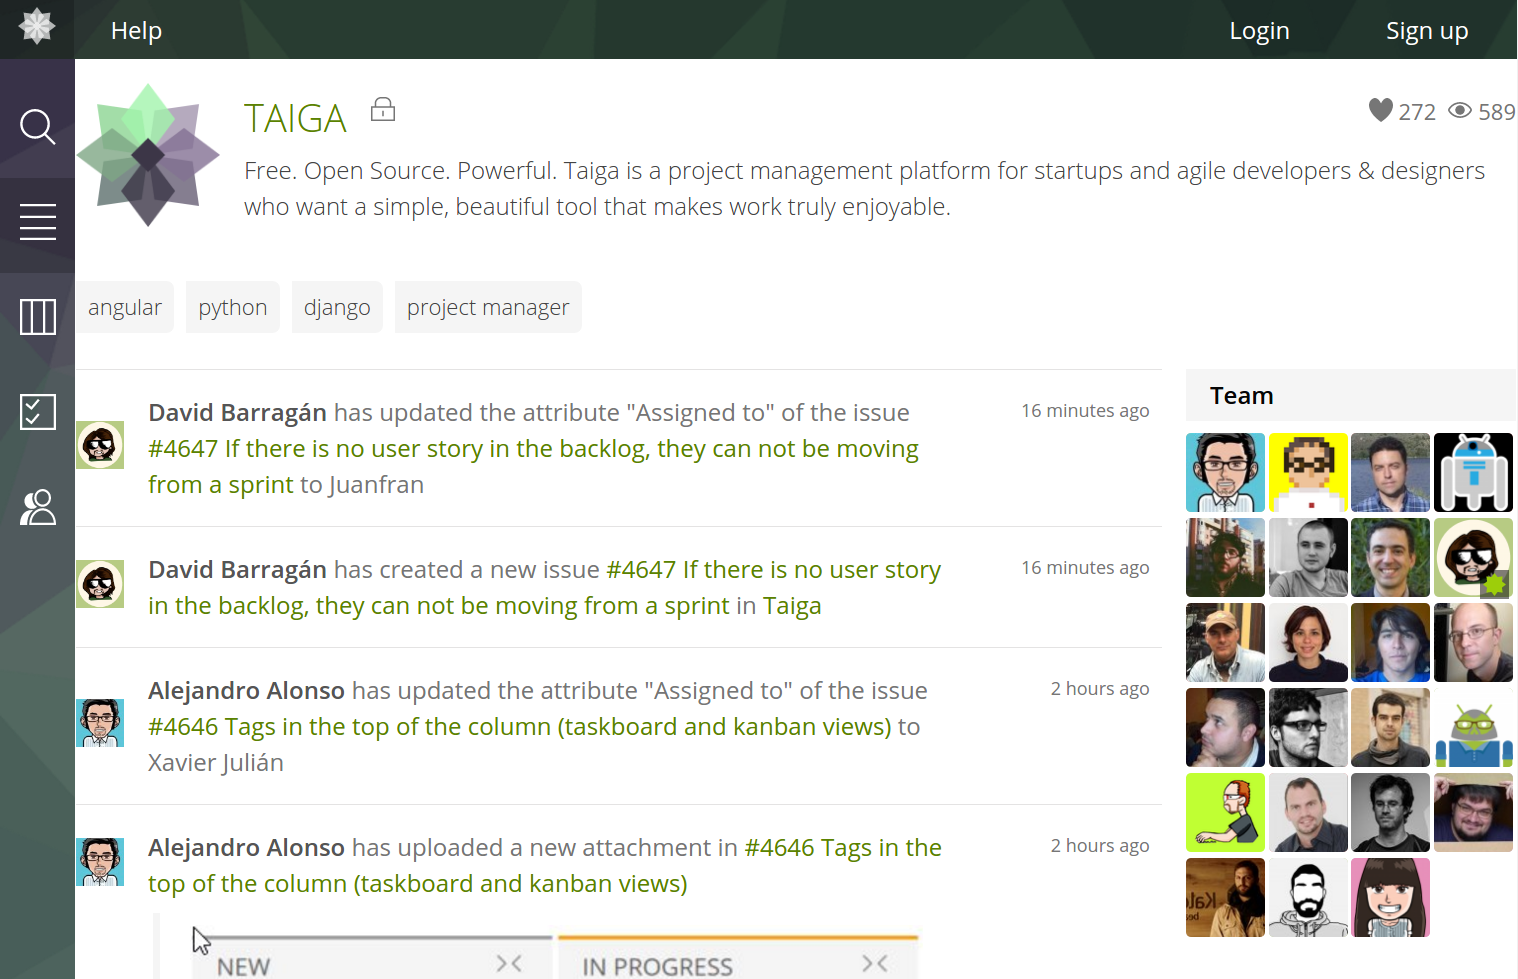 Help
Login
Sign up
TAIGA
272
589
Free. Open Source. Powerful. Taiga is a project management platform for startups and agile developers & designers
who want a simple, beautiful tool that makes work truly enjoyable.
angular
python
django
project manager
David Barragán has updated the attribute "Assigned to" of the issue
#4647 If there is no user story in the backlog, they can not be moving
from a sprint to Juanfran
16 minutes ago
David Barragán has created a new issue #4647 If there is no user story
in the backlog, they can not be moving from a sprint in Taiga
16 minutes ago
Alejandro Alonso has updated the attribute "Assigned to" of the issue
#4646 Tags in the top of the column (taskboard and kanban views) to
Xavier Julián
2 hours ago
Alejandro Alonso has uploaded a new attachment in #4646 Tags in the
top of the column (taskboard and kanban views)
2 hours ago
NEW
IN PROGRESS
Team